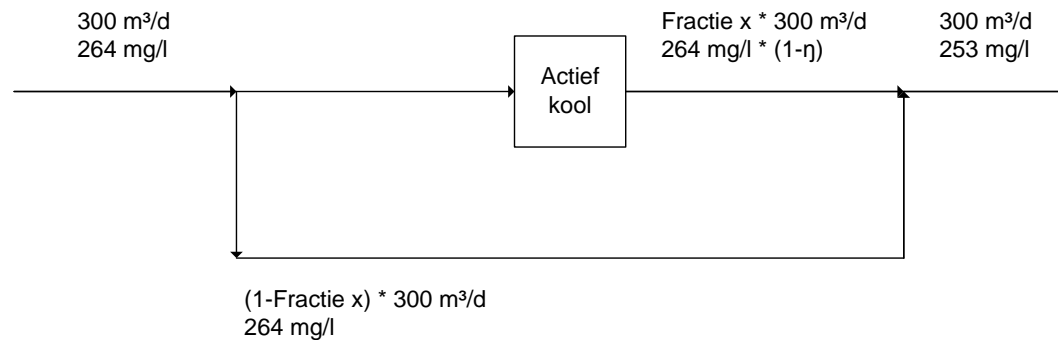 300 m³/d
264 mg/l
Fractie x * 300 m³/d
264 mg/l * (1-ŋ)
300 m³/d
253 mg/l
Actief
kool
(1-Fractie x) * 300 m³/d
264 mg/l